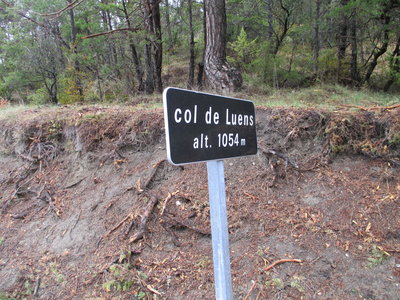 col de Luens
alt. 1054 m